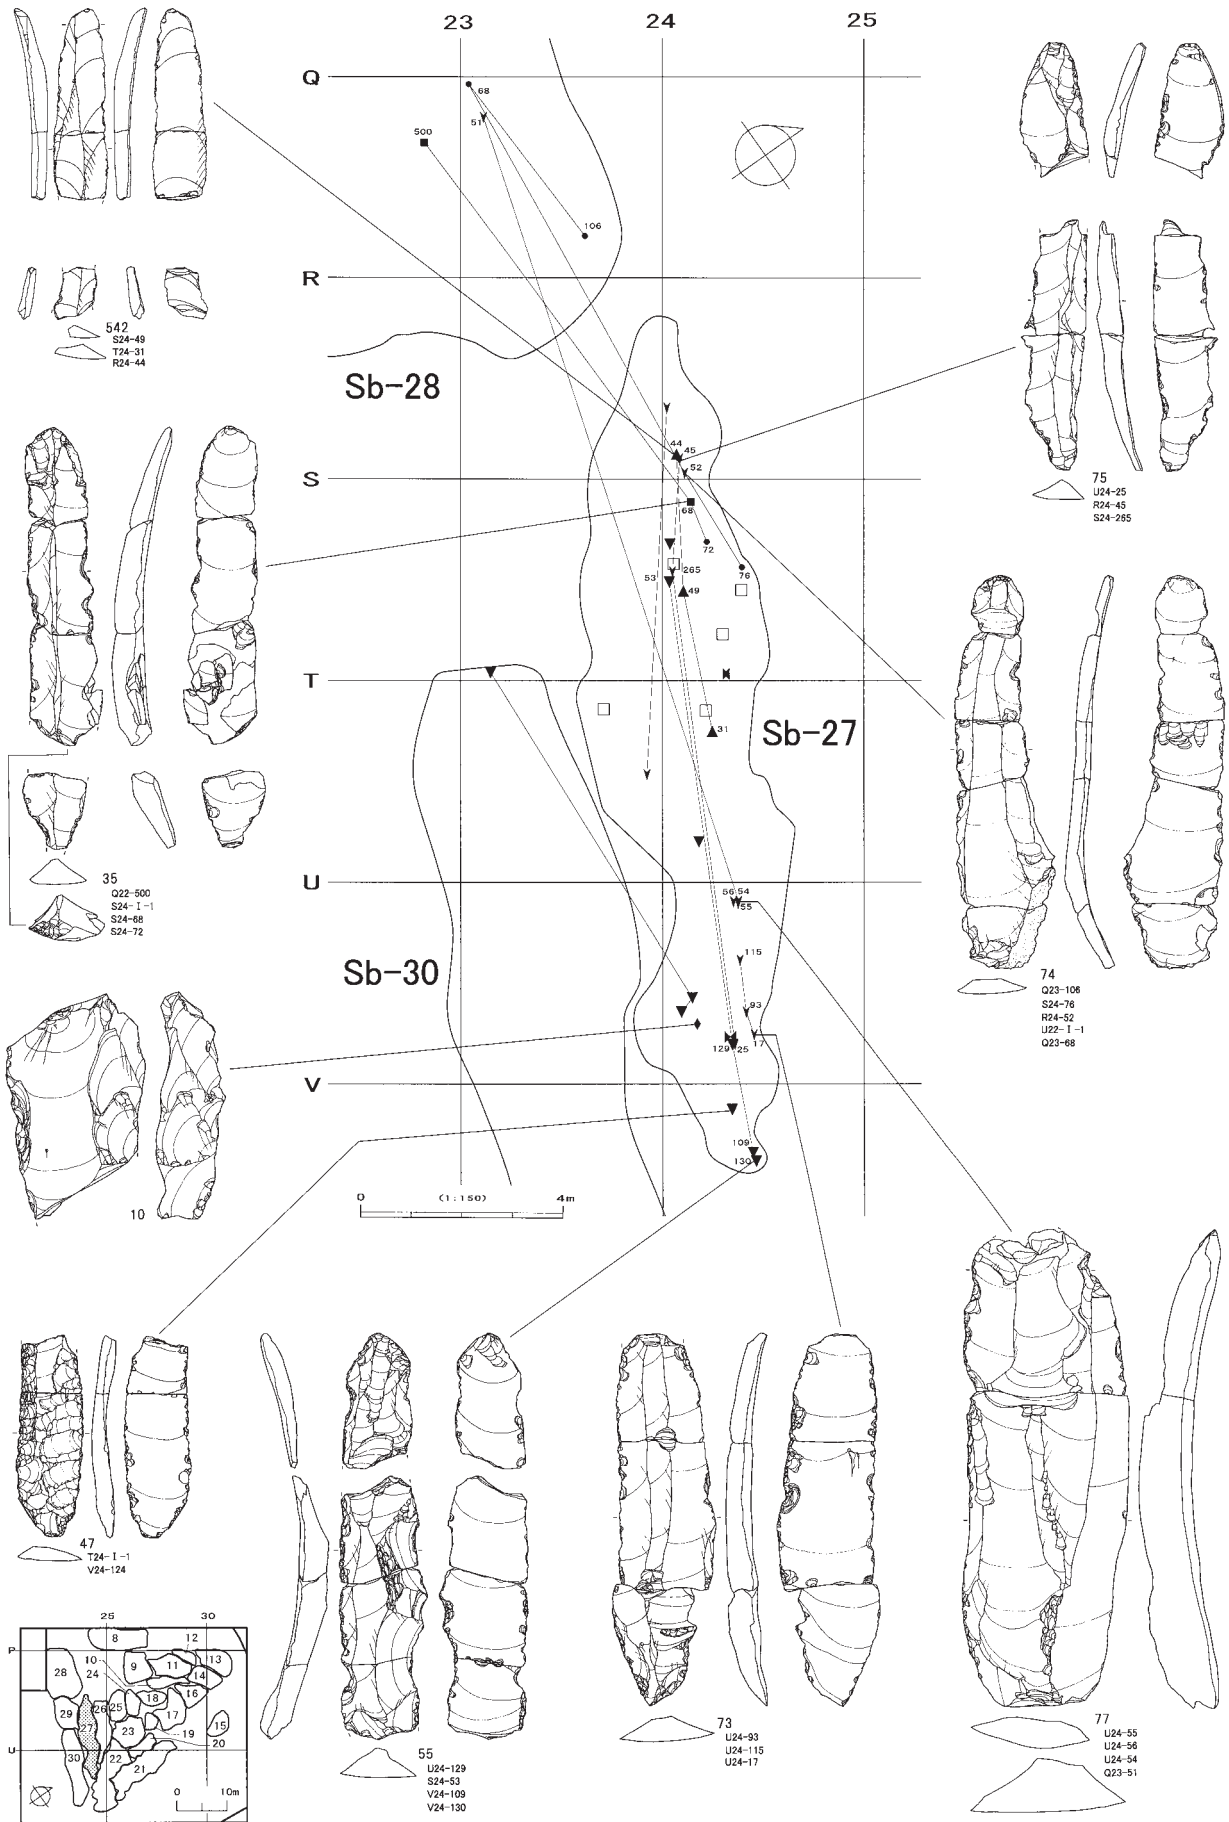 23 24 25
Q
68
51
500
106
R
Sb-28
44
45
52
S
68
72
53
265
76
49
T
31
Sb-27
U
56 54
55
Sb-30
115
93
17
129 25
V
109
130
0 (1:150) 4m
542
S24-49
T24-31
R24-44
35
Q22-500
S24-Ⅰ-1
S24-68
S24-72
10
47
T24-Ⅰ-1
V24-124
75
U24-25
R24-45
S24-265
74
Q23-106
S24-76
R24-52
U22-Ⅰ-1
Q23-68
55
U24-129
S24-53
V24-109
V24-130
73
U24-93
U24-115
U24-17
77
U24-55
U24-56
U24-54
Q23-51
25 30
P
8
12
10
28
24
9
11
13
14
18
16
29
26
25
17
27
23
15
19
20
U
30
22
21
0 10m